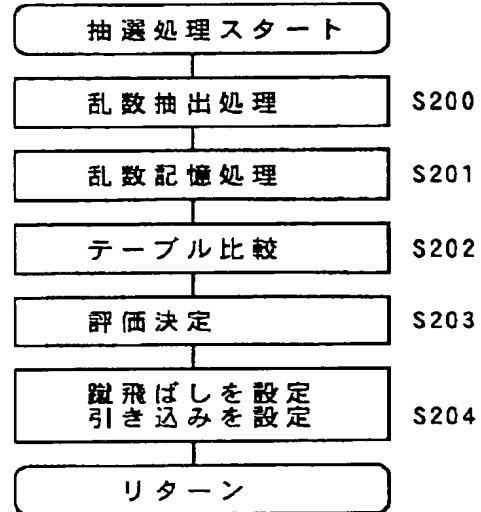 抽選処理スタート
乱数抽出処理 S200
乱数記憶処理 S201
テーブル比較 S202
評価決定 S203
蹴飛ばしを設定
引き込みを設定 S204
リターン